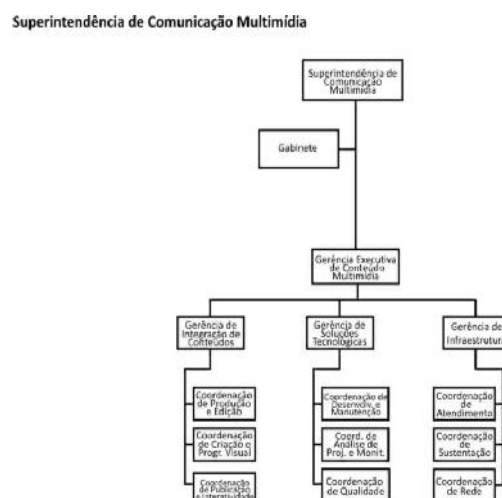 Superintendência de Comunicação Multimídia
Superintendência de
Comunicação
Multimídia
Gabinete
Gerência Executiva
de Conteúdo
Multimídia
Gerência de
Integração de
Conteúdos
Gerência de
Soluções
Tecnológicas
Gerência de
Infraestrutura
Coordenação
de Produção
e Edição
Coordenação de
Desenvolv. e
Manutenção
Coordenação
de
Atendimento
Coordenação
de Criação e
Progr. Visual
Coord. de
Análise de
Proj. e Monit.
Coordenação
de
Sustentação
Coordenação
de Publicação
e Interatividade
Coordenação
de Qualidade
Coordenação
de Rede